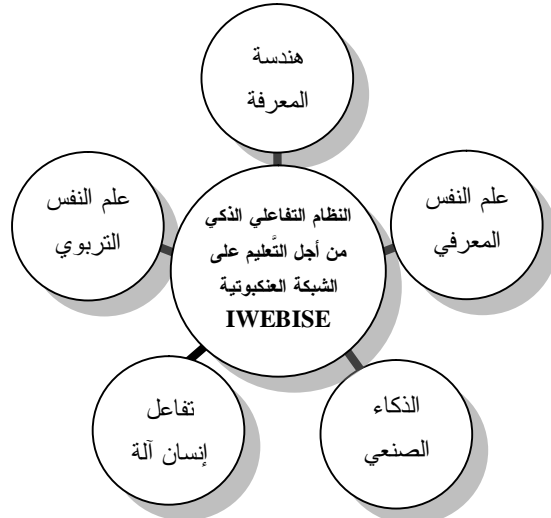 هندسة
المعرفة
علم النفس
المعرفي
علم النفس
التربوي
النظام التفاعلي الذكي
من أجل التَّعليم على
الشبكة العنكبوتية
IWEBISE
الذكاء
الصنعي
تفاعل
إنسان آلة